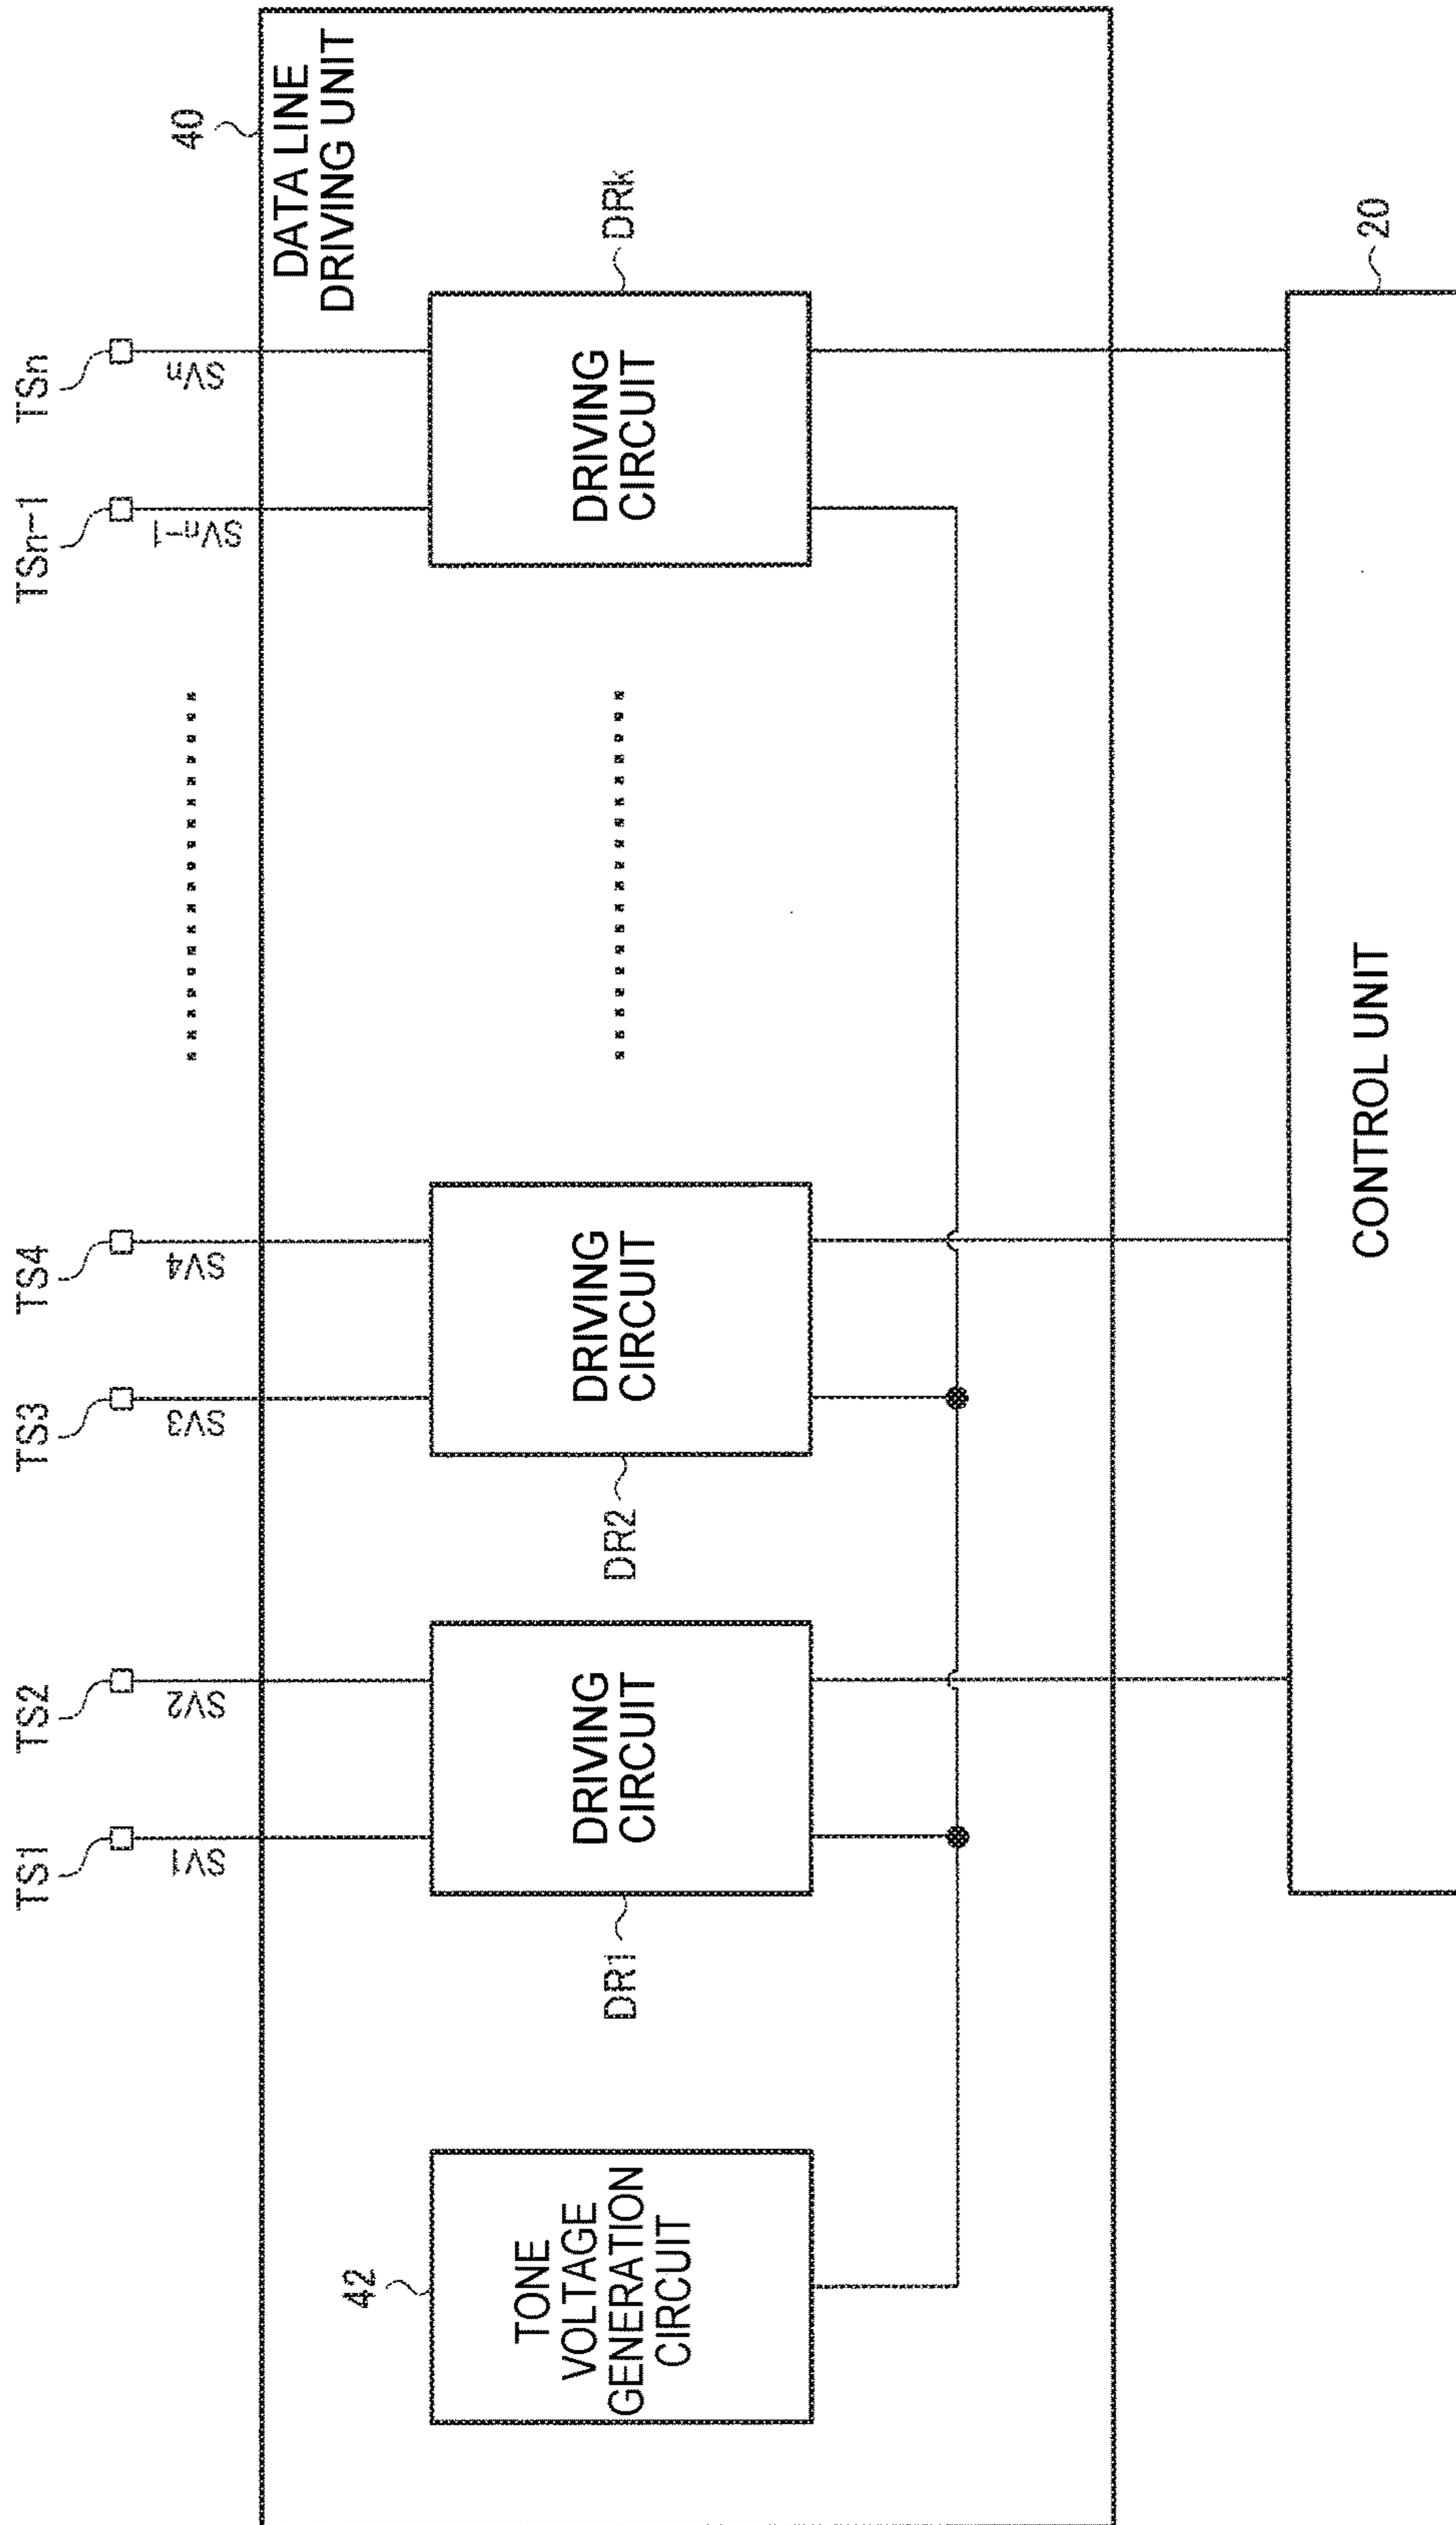 40
DATA LINE
DRIVING UNIT
TS1
TS2
TS3
TS4
TSn-1
TSn
SV1
SV2
SV3
SV4
SVn-1
SVn
42
TONE
VOLTAGE
GENERATION
CIRCUIT
DRIVING
CIRCUIT
DR1
DRIVING
CIRCUIT
DR2
DRIVING
CIRCUIT
DRk
CONTROL UNIT
20